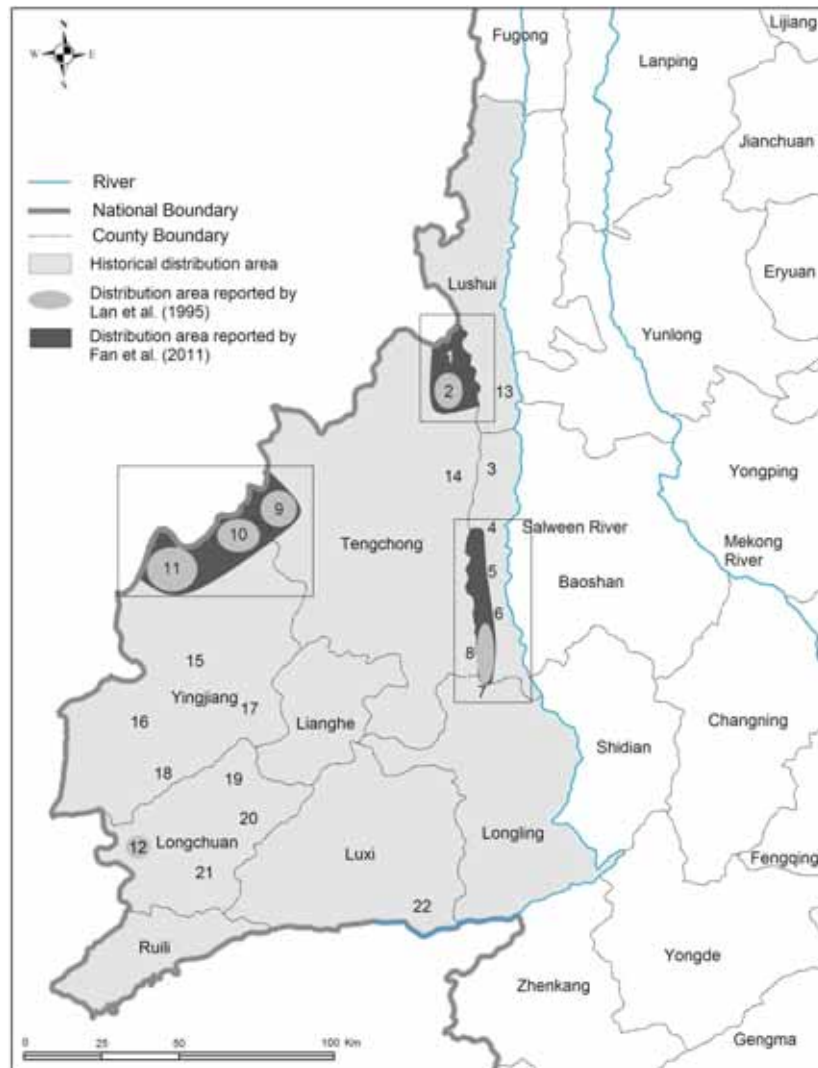 Fugong
Lijiang
N
W E
S
Lanping
Jianchuan
River
National Boundary
County Boundary
Historical distribution area
Distribution area reported by
Lan et al. (1995)
Distribution area reported by
Fan et al. (2011)
Lushui
Eryuan
Yunlong
1
2
13
3
14
Yongping
9
10
11
Tengchong
4
Salween River
Mekong
River
5
Baoshan
6
8
7
15
Yingjiang
17
16
Lianghe
Changning
Shidian
18
19
20
12
Longchuan
21
Luxi
Longling
Fengqing
22
Ruili
Yongde
Zhenkang
Gengma
0 25 50 100 Km